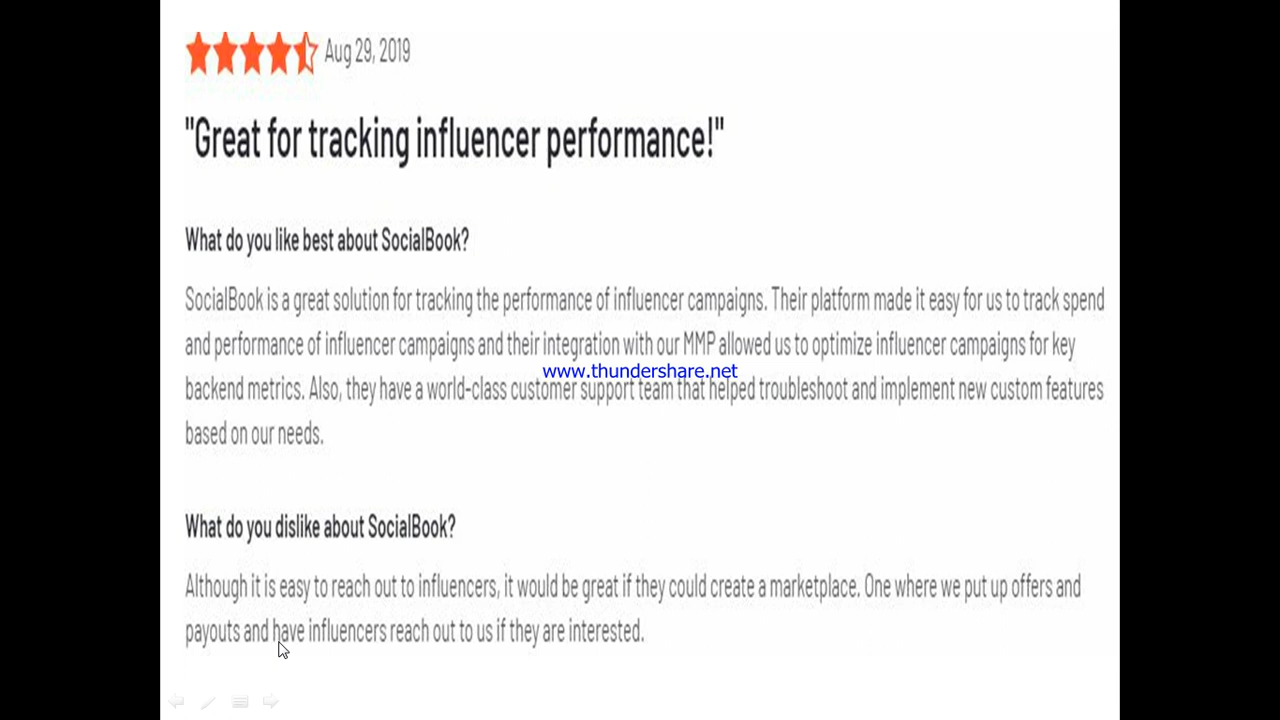 Aug 29, 2019
"Great for tracking influencer performance!"
What do you like best about SocialBook?
SocialBook is a great solution for tracking the performance of influencer campaigns. Their platform made it easy for us to track spend
and performance of influencer campaigns and their integration with our MMP allowed us to optimize influencer campaigns for key
www.thundershare.net
backend metrics. Also, they have a world-class customer support team that helped troubleshoot and implement new custom features
based on our needs.
What do you dislike about SocialBook?
Although it is easy to reach out to influencers, it would be great if they could create a marketplace. One where we put up offers and
payouts and have influencers reach out to us if they are interested.